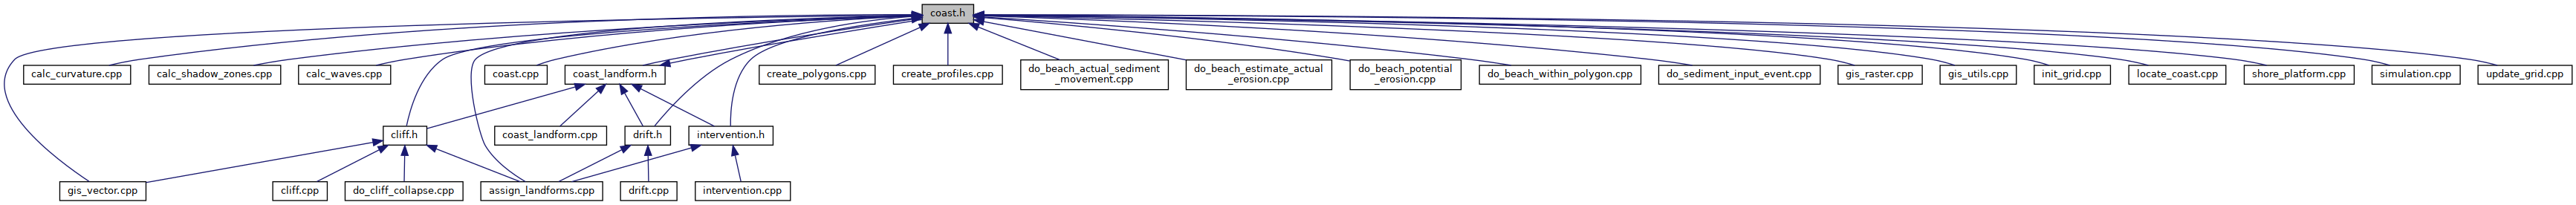 coast.h
calc_curvature.cpp
calc_shadow_zones.cpp
calc_waves.cpp
coast.cpp
coast_landform.h
create_polygons.cpp
create_profiles.cpp
do_beach_actual_sediment
_movement.cpp
do_beach_estimate_actual
_erosion.cpp
do_beach_potential
_erosion.cpp
do_beach_within_polygon.cpp
do_sediment_input_event.cpp
gis_raster.cpp
gis_utils.cpp
init_grid.cpp
locate_coast.cpp
shore_platform.cpp
simulation.cpp
update_grid.cpp
cliff.h
coast_landform.cpp
drift.h
intervention.h
gis_vector.cpp
cliff.cpp
do_cliff_collapse.cpp
assign_landforms.cpp
drift.cpp
intervention.cpp